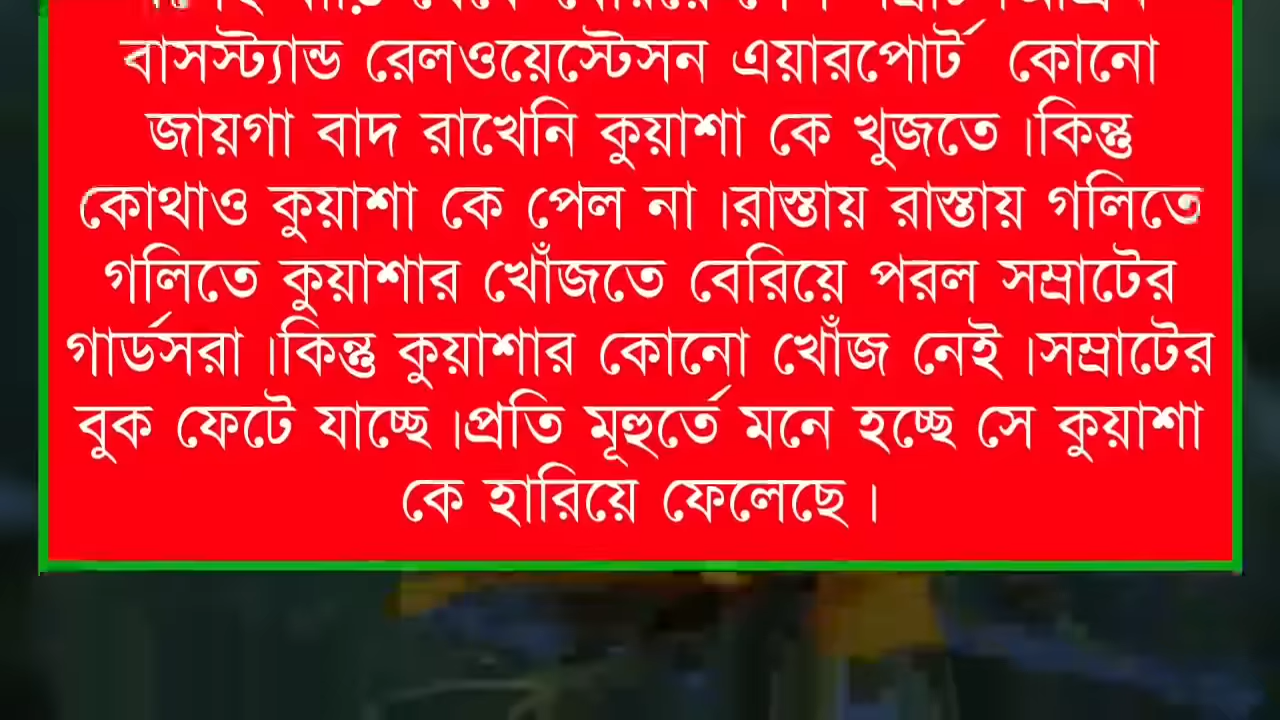 বাসস্ট্যান্ড রেলওয়েস্টেসন এয়ারপোর্ট কোনো
জায়গা বাদ রাখেনি কুয়াশা কে খুজতে।কিন্তু
কোথাও কুয়াশা কে পেল না।রাস্তায় রাস্তায় গলিতে
গলিতে কুয়াশার খোঁজতে বেরিয়ে পরল সম্রাটের
গার্ডসরা।কিন্তু কুয়াশার কোনো খোঁজ নেই।সম্রাটের
বুক ফেটে যাচ্ছে।প্রতি মূহুর্তে মনে হচ্ছে সে কুয়াশা
কে হারিয়ে ফেলেছে।